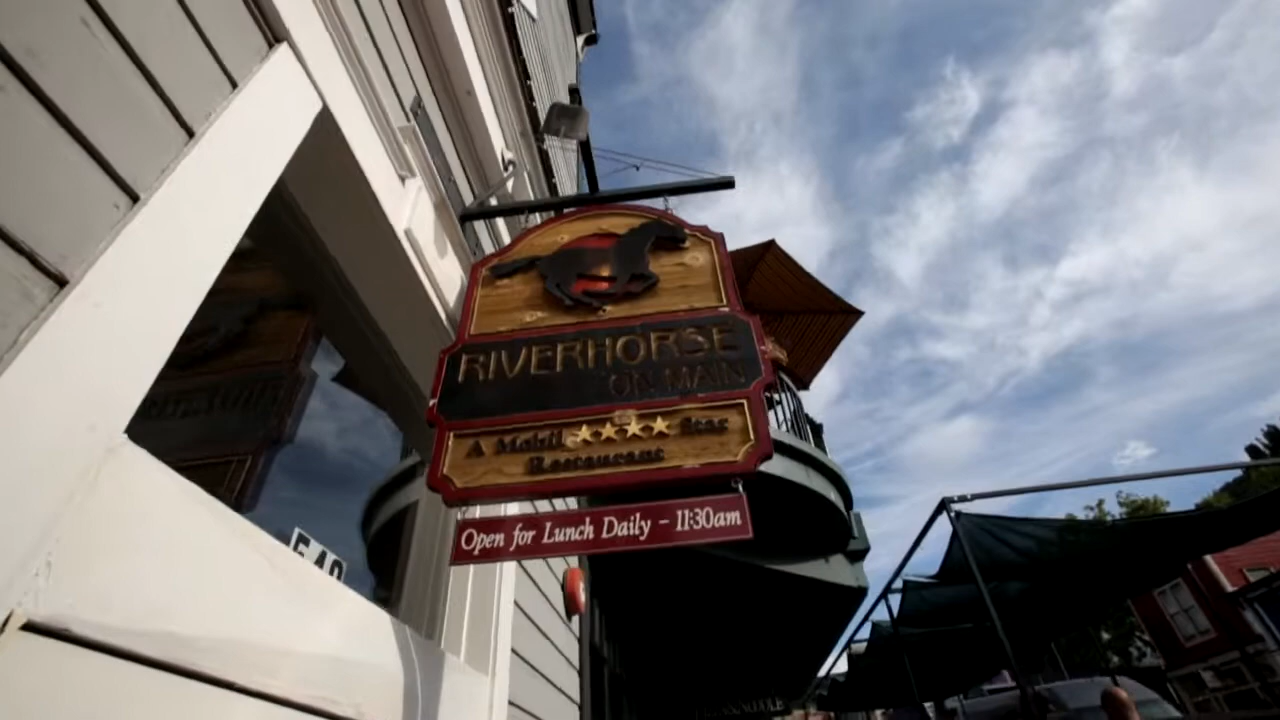 RIVERHORSE
ON MAIN
A Mobil Star
Restaurant
Open for Lunch Daily - 11:30am
540